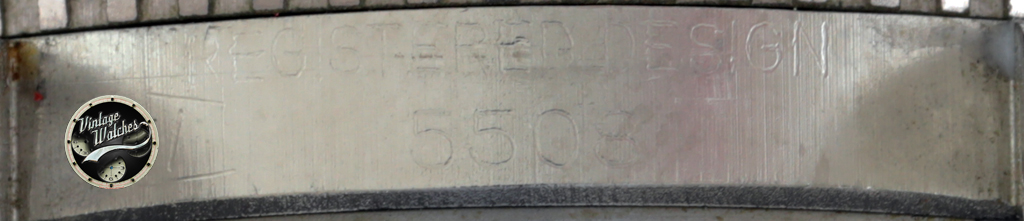 REGISTERED DESIGN
5503
Vintage
Watches